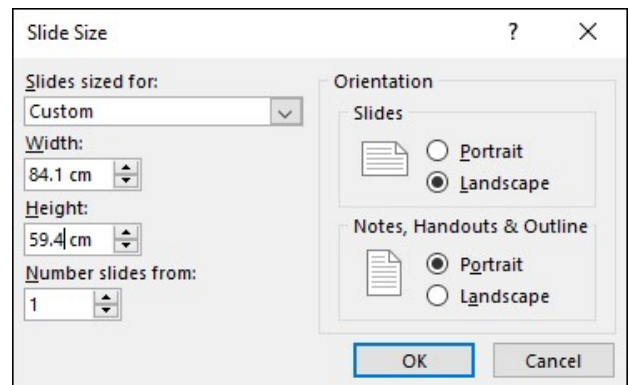 Slide Size
?
Slides sized for:
Custom
Width:
84.1 cm
Height:
59.4 cm
Number slides from:
1
Orientation
Slides
Portrait
Landscape
Notes, Handouts & Outline
Portrait
Landscape
OK
Cancel